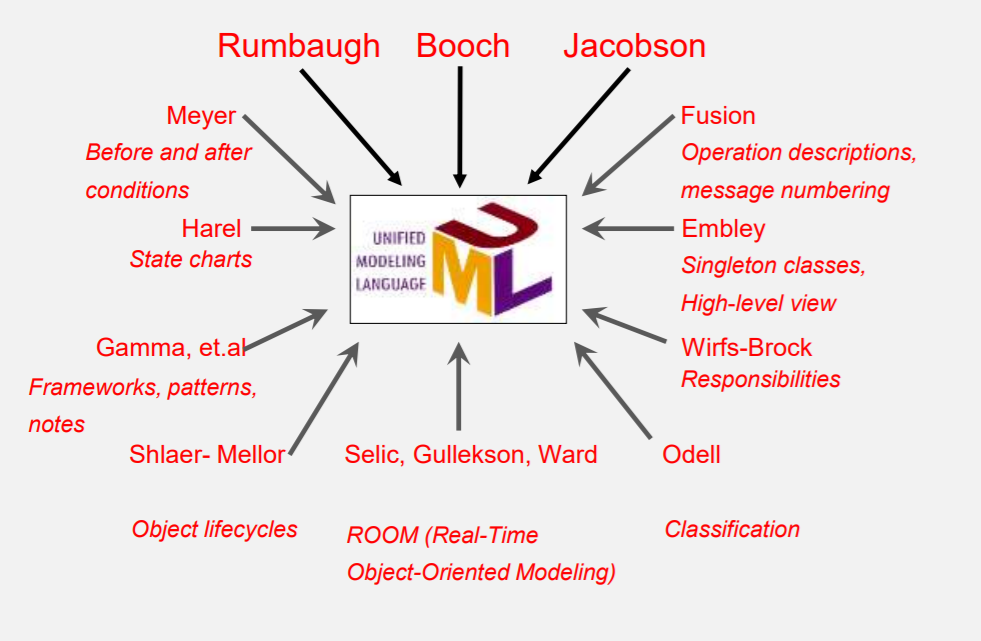 Rumbaugh Booch Jacobson
Meyer
Before and after
conditions
Fusion
Operation descriptions,
message numbering
Harel
State charts
UNIFIED
MODELING
LANGUAGE
UML
Embley
Singleton classes,
High-level view
Gamma, et.al
Frameworks, patterns,
notes
Wirfs-Brock
Responsibilities
Shlaer- Mellor
Object lifecycles
Selic, Gullekson, Ward
ROOM (Real-Time
Object-Oriented Modeling)
Odell
Classification